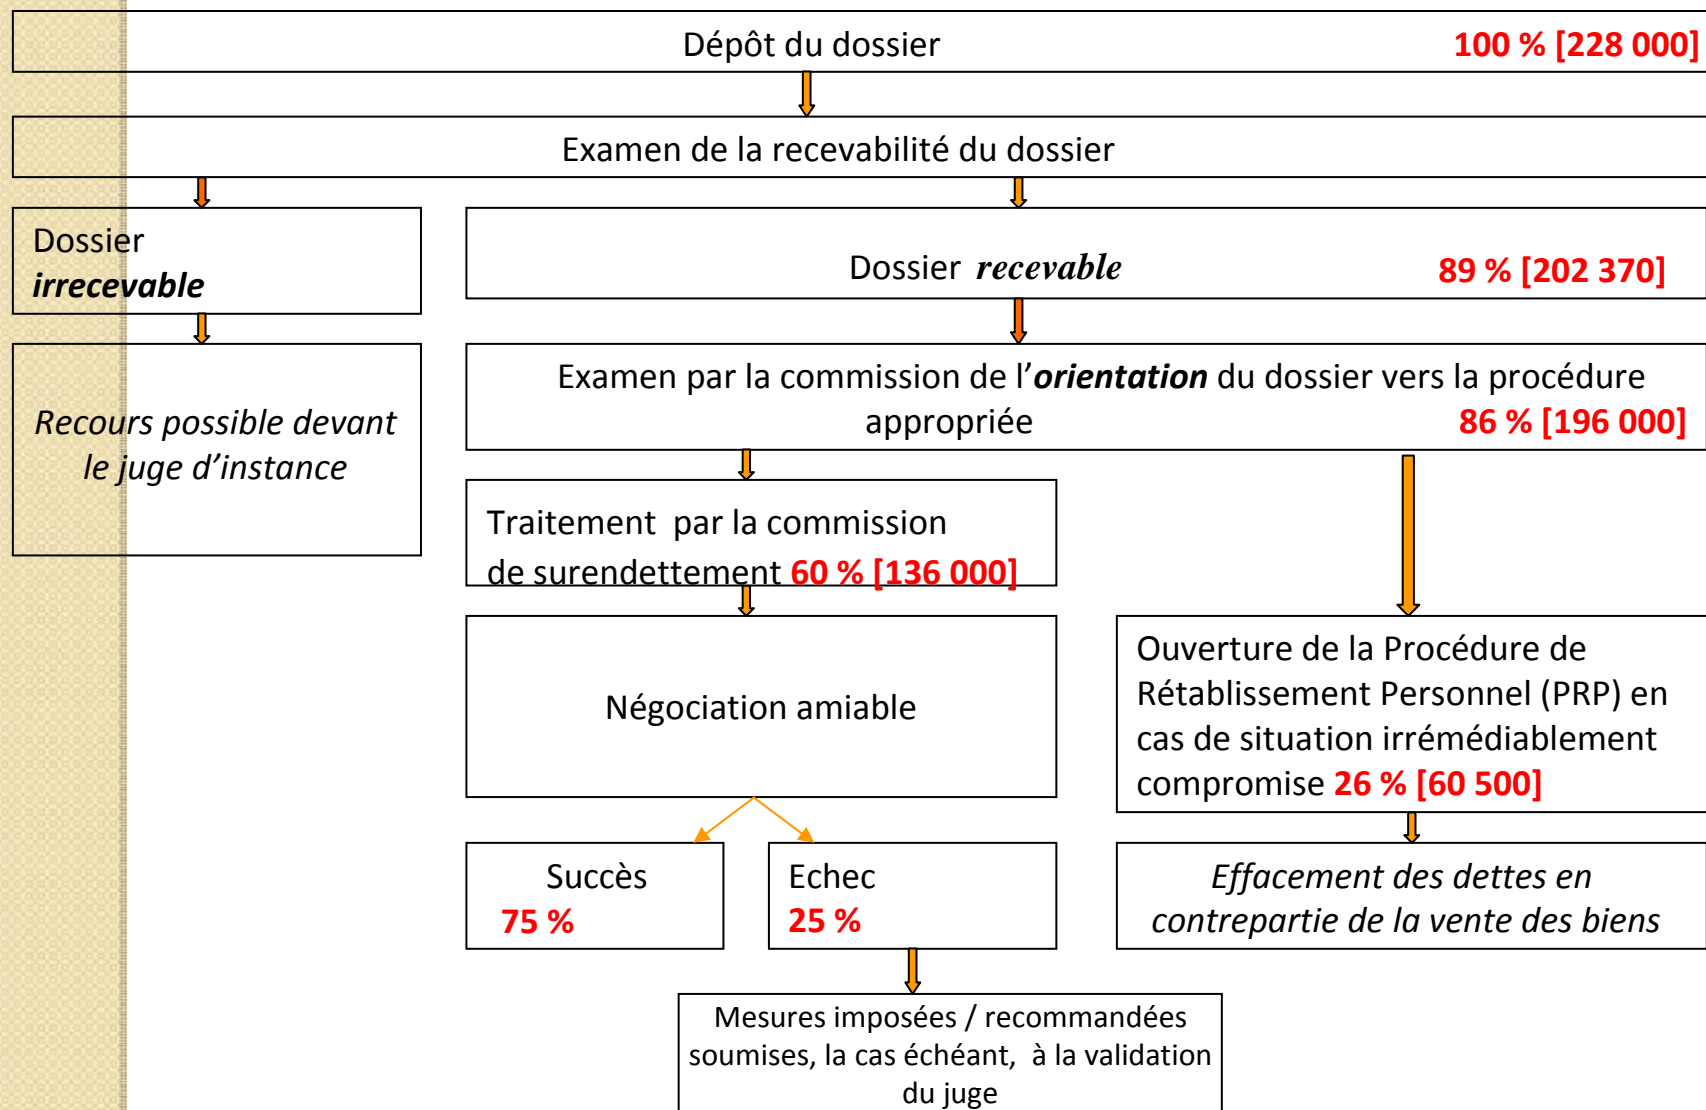 Dépôt du dossier 100 % [228 000]
Examen de la recevabilité du dossier
Dossier
irrecevable
Dossier recevable 89 % [202 370]
Recours possible devant
le juge d’instance
Examen par la commission de l’orientation du dossier vers la procédure
appropriée 86 % [196 000]
Traitement par la commission
de surendettement 60 % [136 000]
Négociation amiable
Ouverture de la Procédure de
Rétablissement Personnel (PRP) en
cas de situation irrémédiablement
compromise 26 % [60 500]
Succès
75 %
Echec
25 %
Effacement des dettes en
contrepartie de la vente des biens
Mesures imposées / recommandées
soumises, la cas échéant, à la validation
du juge